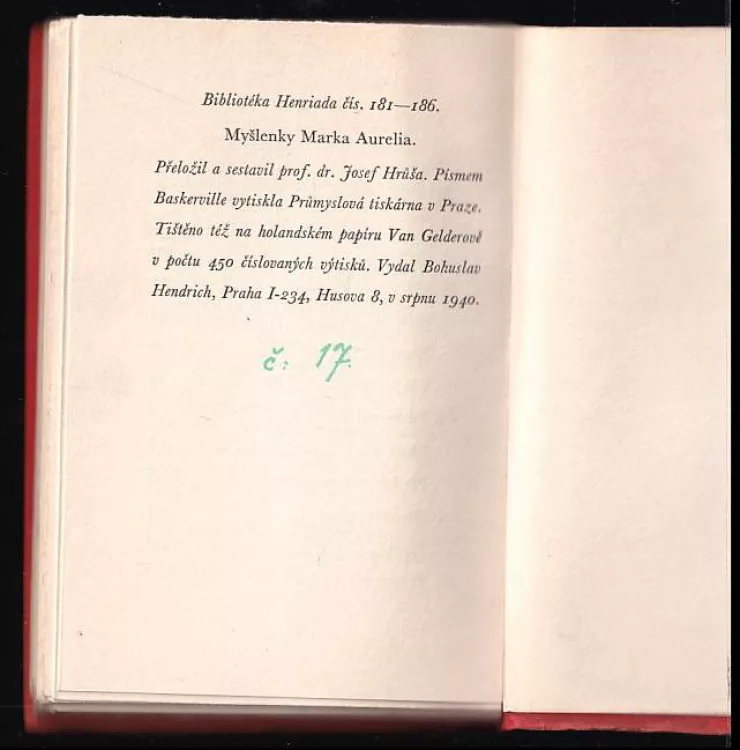 Bibliotéka Henriada čís. 181—186.
Myšlenky Marka Aurelia.
Přeložil a sestavil prof. dr. Josef Hrůša. Písmem
Baskerville vytiskla Průmyslová tiskárna v Praze.
Tištěno též na holandském papíru Van Gelderově
v počtu 450 číslovaných výtisků. Vydal Bohuslav
Hendrich, Praha I-234, Husova 8, v srpnu 1940.
č: 17.